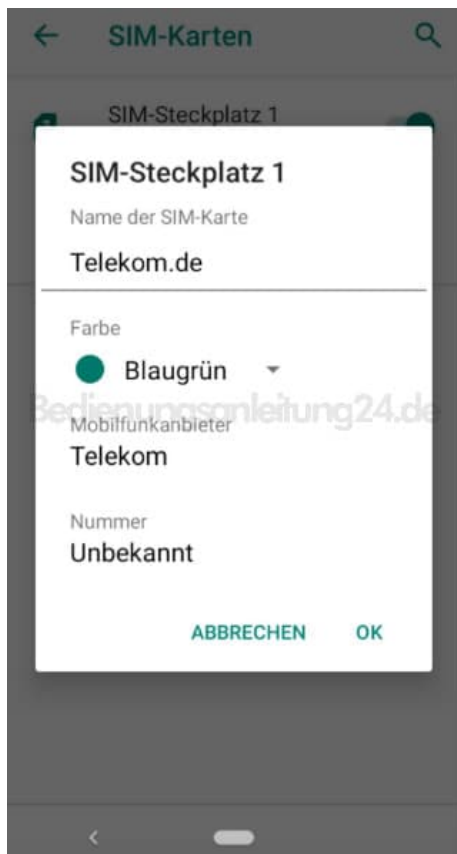 SIM-Karten
SIM-Steckplatz 1
SIM-Steckplatz 1
Name der SIM-Karte
Telekom.de
Farbe
Blaugrün
Bedienungsanleitung24.de
Mobilfunkanbieter
Telekom
Nummer
Unbekannt
ABBRECHEN OK